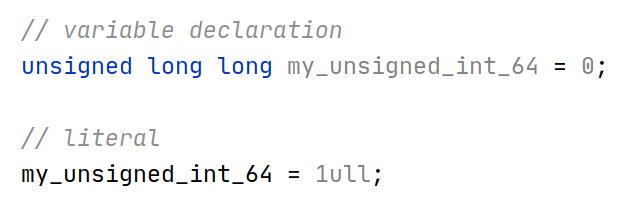 // variable declaration
unsigned long long my_unsigned_int_64 = 0;
// literal
my_unsigned_int_64 = 1ull;